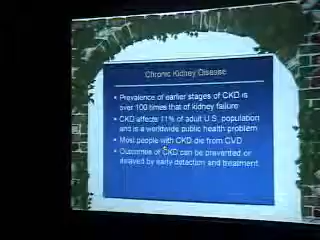 Chronic Kidney Disease
Prevalence of earlier stages of CKD is
over 100 times that of kidney failure
CKD affects 11% of adult U.S. population
and is a worldwide public health problem
Most people with CKD die from CVD
Outcomes of CKD can be prevented or
delayed by early detection and treatment